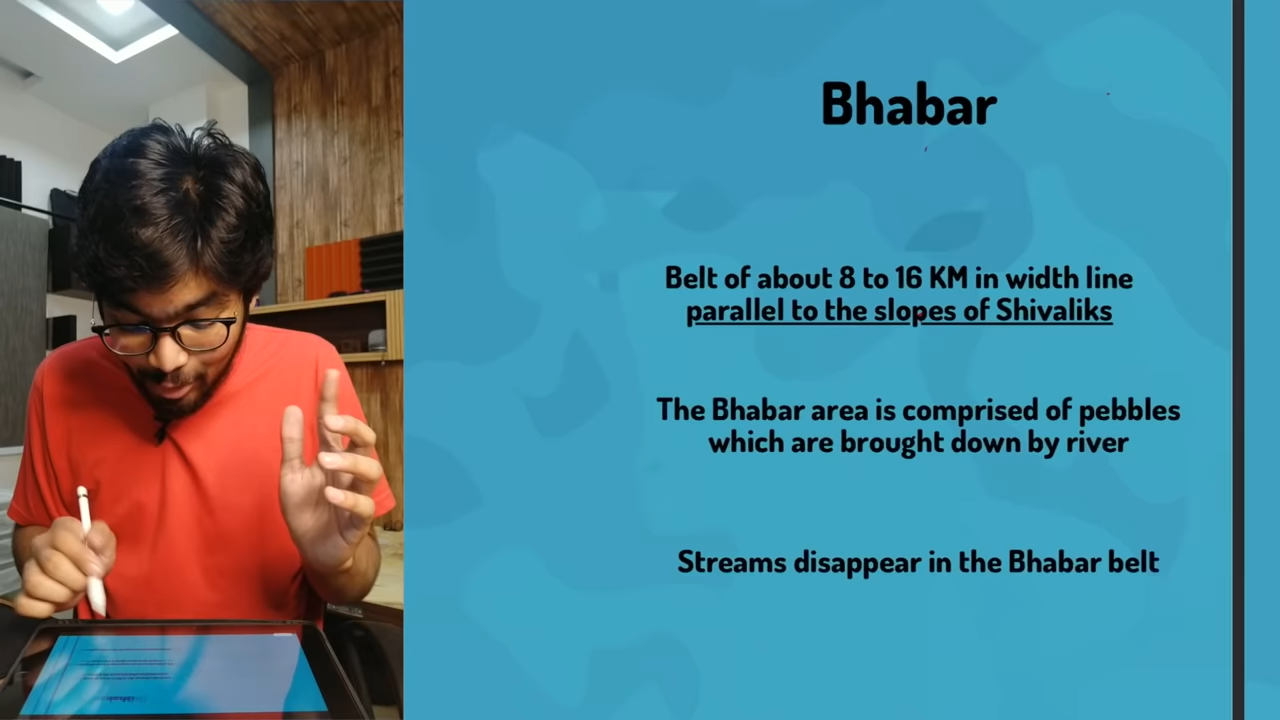 Bhabar
Belt of about 8 to 16 KM in width line
parallel to the slopes of Shivaliks
The Bhabar area is comprised of pebbles
which are brought down by river
Streams disappear in the Bhabar belt